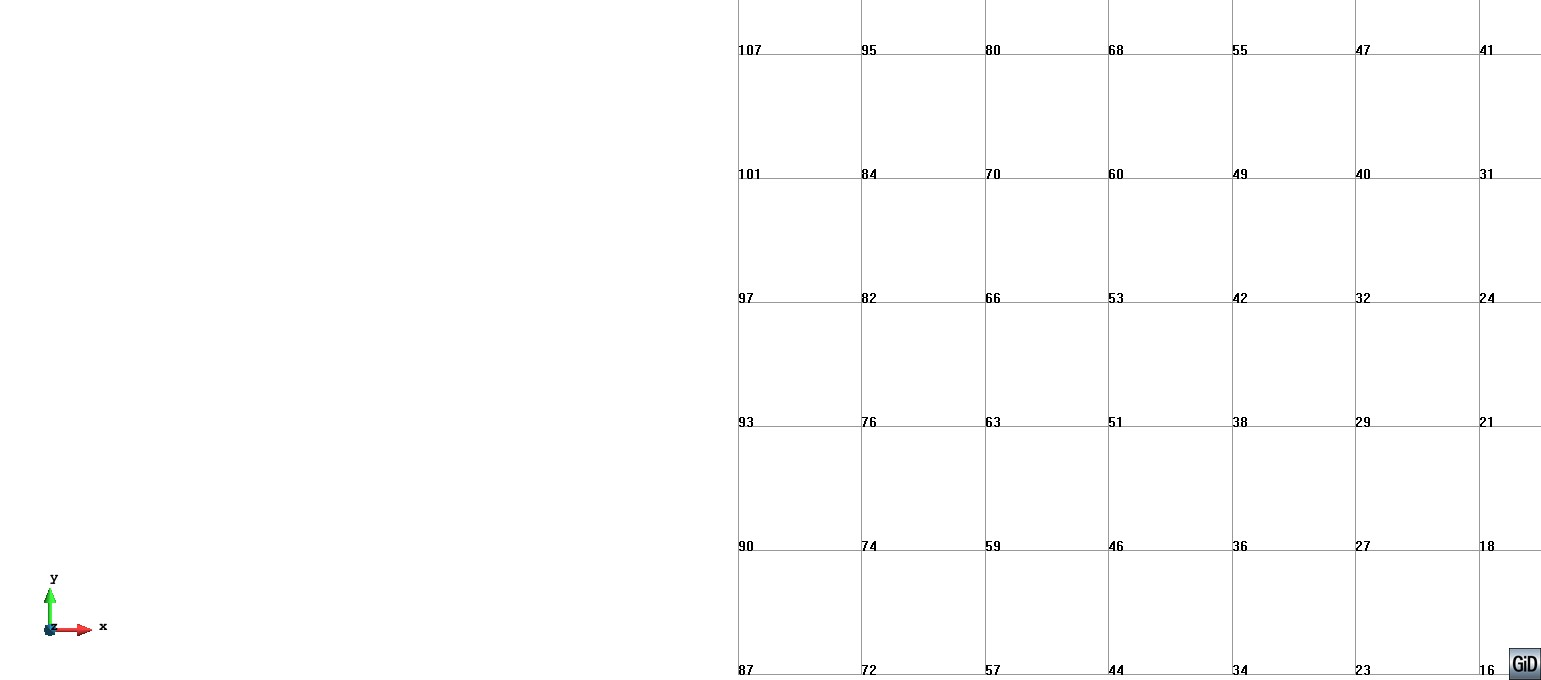 107 95 80 68 55 47 41
101 84 70 60 49 40 31
97 82 66 53 42 32 24
93 76 63 51 38 29 21
90 74 59 46 36 27 18
y
z x
87 72 57 44 34 23 16
GiD